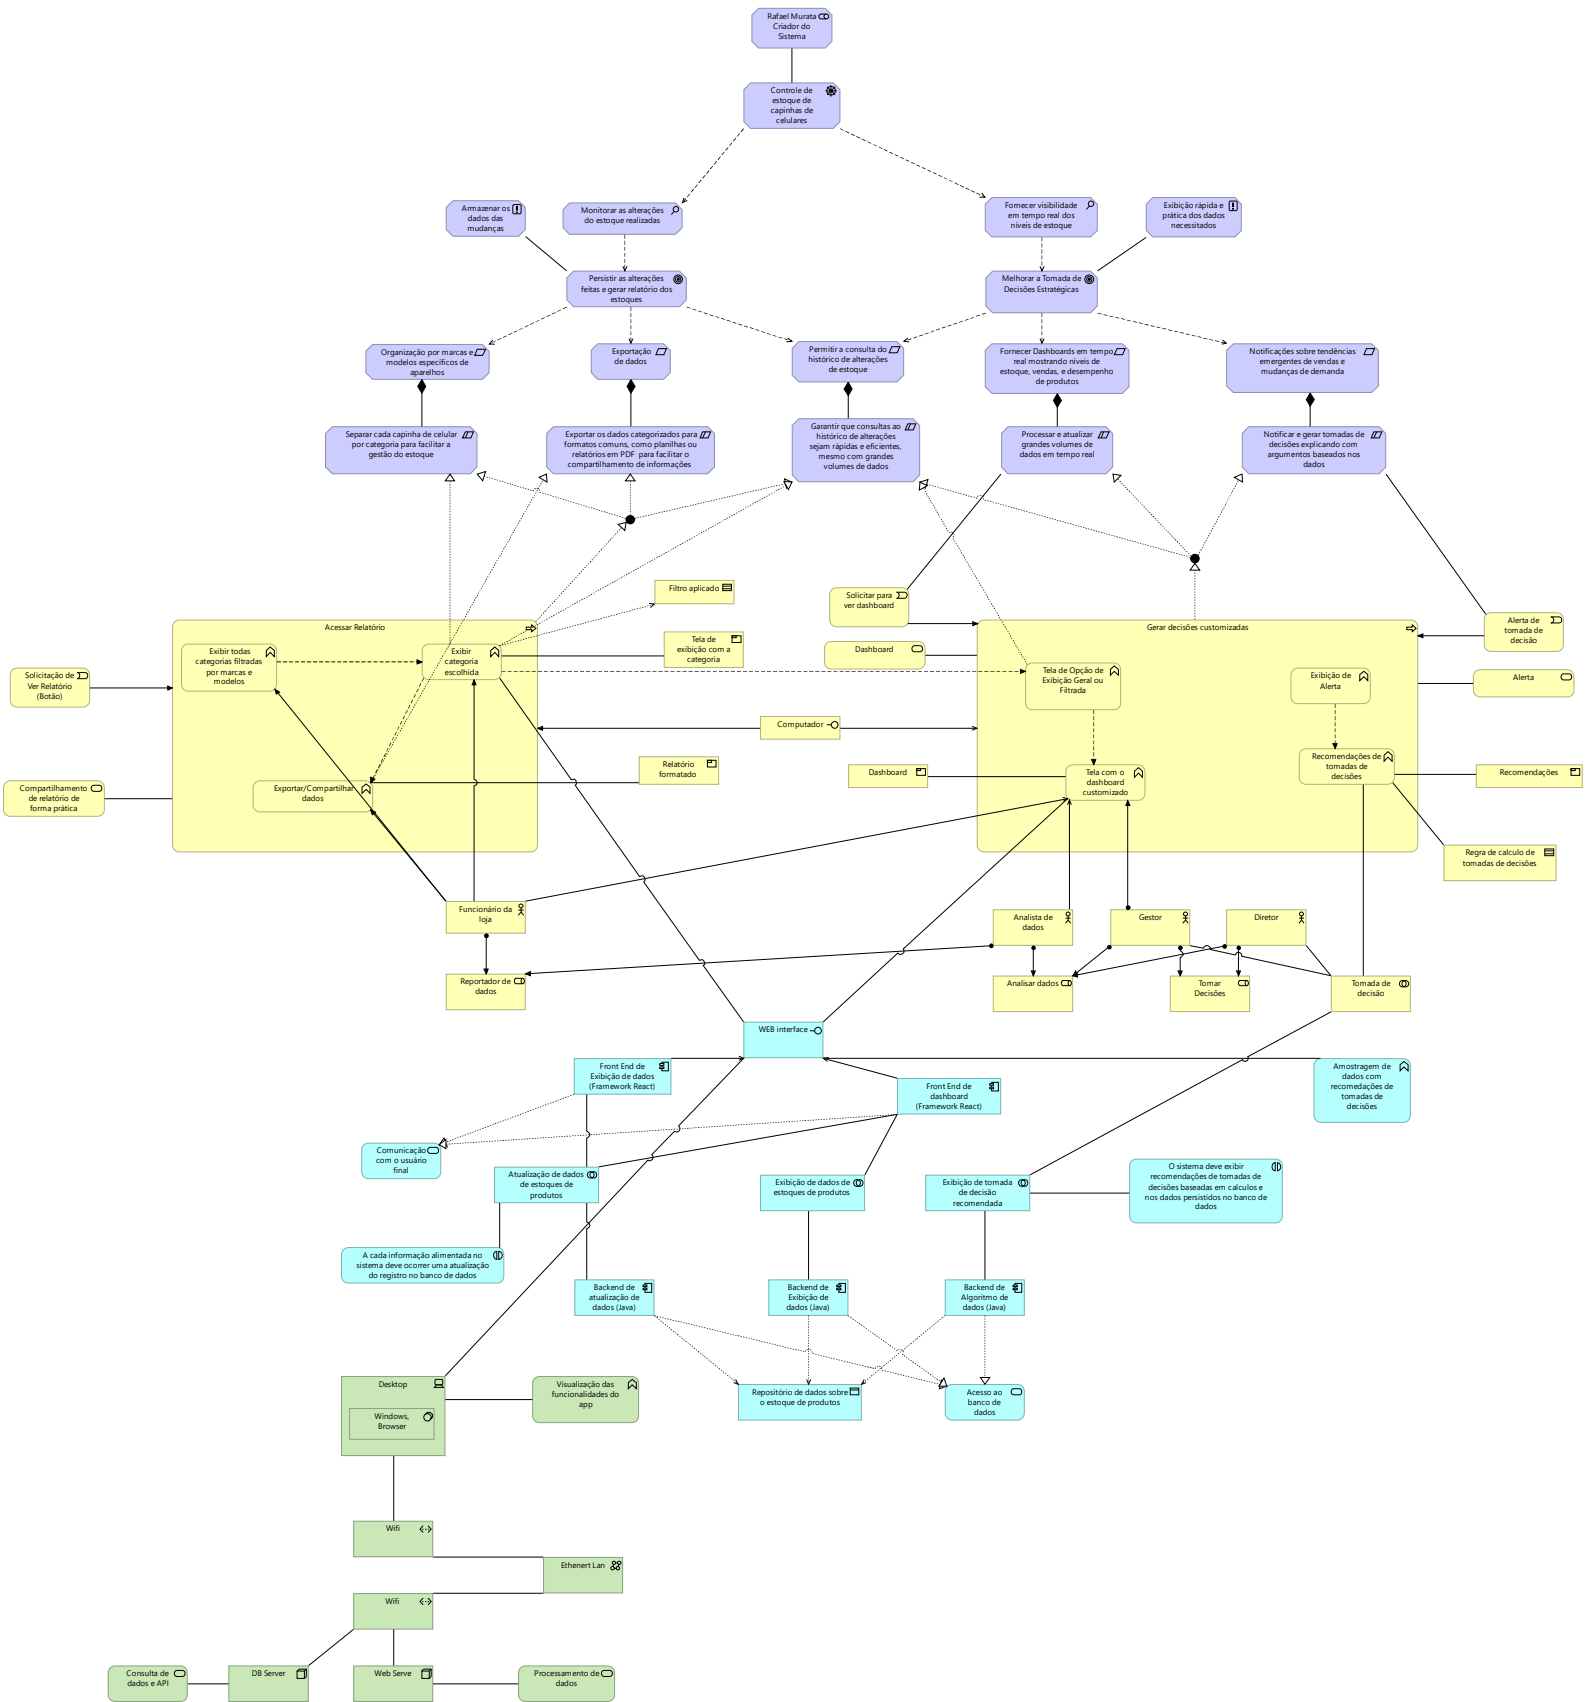 Rafael Murata
Criador do
Sistema
Controle de
estoque de
capinhas de
celulares
Armazenar os
dados das
mudanças
Monitorar as alterações
do estoque realizadas
Fornecer visibilidade
em tempo real dos
níveis de estoque
Exibição rápida e
prática dos dados
necessitados
Persistir as alterações
feitas e gerar relatório dos
estoques
Melhorar a Tomada de
Decisões Estratégicas
Organização por marcas e
modelos específicos de
aparelhos
Exportação
de dados
Permitir a consulta do
histórico de alterações
de estoque
Fornecer Dashboards em tempo
real mostrando níveis de
estoque, vendas, e desempenho
de produtos
Notificações sobre tendências
emergentes de vendas e
mudanças de demanda
Separar cada capinha de celular
por categoria para facilitar a
gestão do estoque
Exportar os dados categorizados para
formatos comuns, como planilhas ou
relatórios em PDF para facilitar o
compartilhamento de informações
Garantir que consultas ao
histórico de alterações
sejam rápidas e eficientes,
mesmo com grandes
volumes de dados
Processar e atualizar
grandes volumes de
dados em tempo real
Notificar e gerar tomadas de
decisões explicando com
argumentos baseados nos
dados
Filtro aplicado
Solicitar para
ver dashboard
Acessar Relatório
Gerar decisões customizadas
Alerta de
tomada de
decisão
Tela de
exibição com a
categoria
Dashboard
Exibir todas
categorias filtradas
por marcas e
modelos
Exibir
categoria
escolhida
Solicitação de
Ver Relatório
(Botão)
Tela de Opção de
Exibição Geral ou
Filtrada
Exibição de
Alerta
Alerta
Computador
Relatório
formatado
Dashboard
Tela com o
dashboard
customizado
Recomendações de
tomadas de
decisões
Recomendações
Compartilhamento
de relatório de
forma prática
Exportar/Compartilhar
dados
Regra de calculo de
tomadas de decisões
Funcionário da
loja
Analista de
dados
Gestor
Diretor
Reportador de
dados
Analisar dados
Tomar
Decisões
Tomada de
decisão
WEB interface
Front End de
Exibição de dados
(Framework React)
Front End de
dashboard
(Framework React)
Amostragem de
dados com
recomedações de
tomadas de
decisões
Comunicação
com o usuário
final
Atualização de dados
de estoques de
produtos
Exibição de dados de
estoques de produtos
Exibição de tomada
de decisão
recomendada
O sistema deve exibir
recomendações de tomadas de
decisões baseadas em calculos e
nos dados persistidos no banco de
dados
A cada informação alimentada no
sistema deve ocorrer uma atualização
do registro no banco de dados
Backend de
atualização de
dados (Java)
Backend de
Exibição de
dados (Java)
Backend de
Algoritmo de
dados (Java)
Desktop
Windows,
Browser
Visualização das
funcionalidades do
app
Repositório de dados sobre
o estoque de produtos
Acesso ao
banco de
dados
Wifi
Ethenert Lan
Wifi
Consulta de
dados e API
DB Server
Web Serve
Processamento de
dados